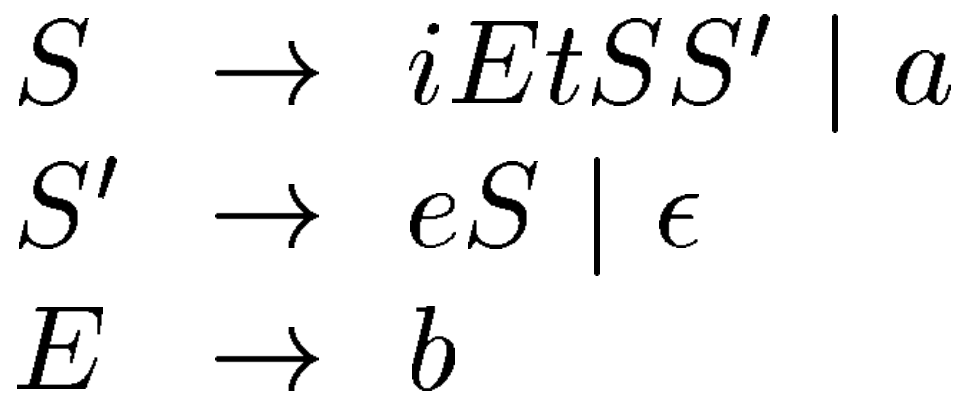 S → iEtSS′ | a
S′ → eS | ϵ
E → b